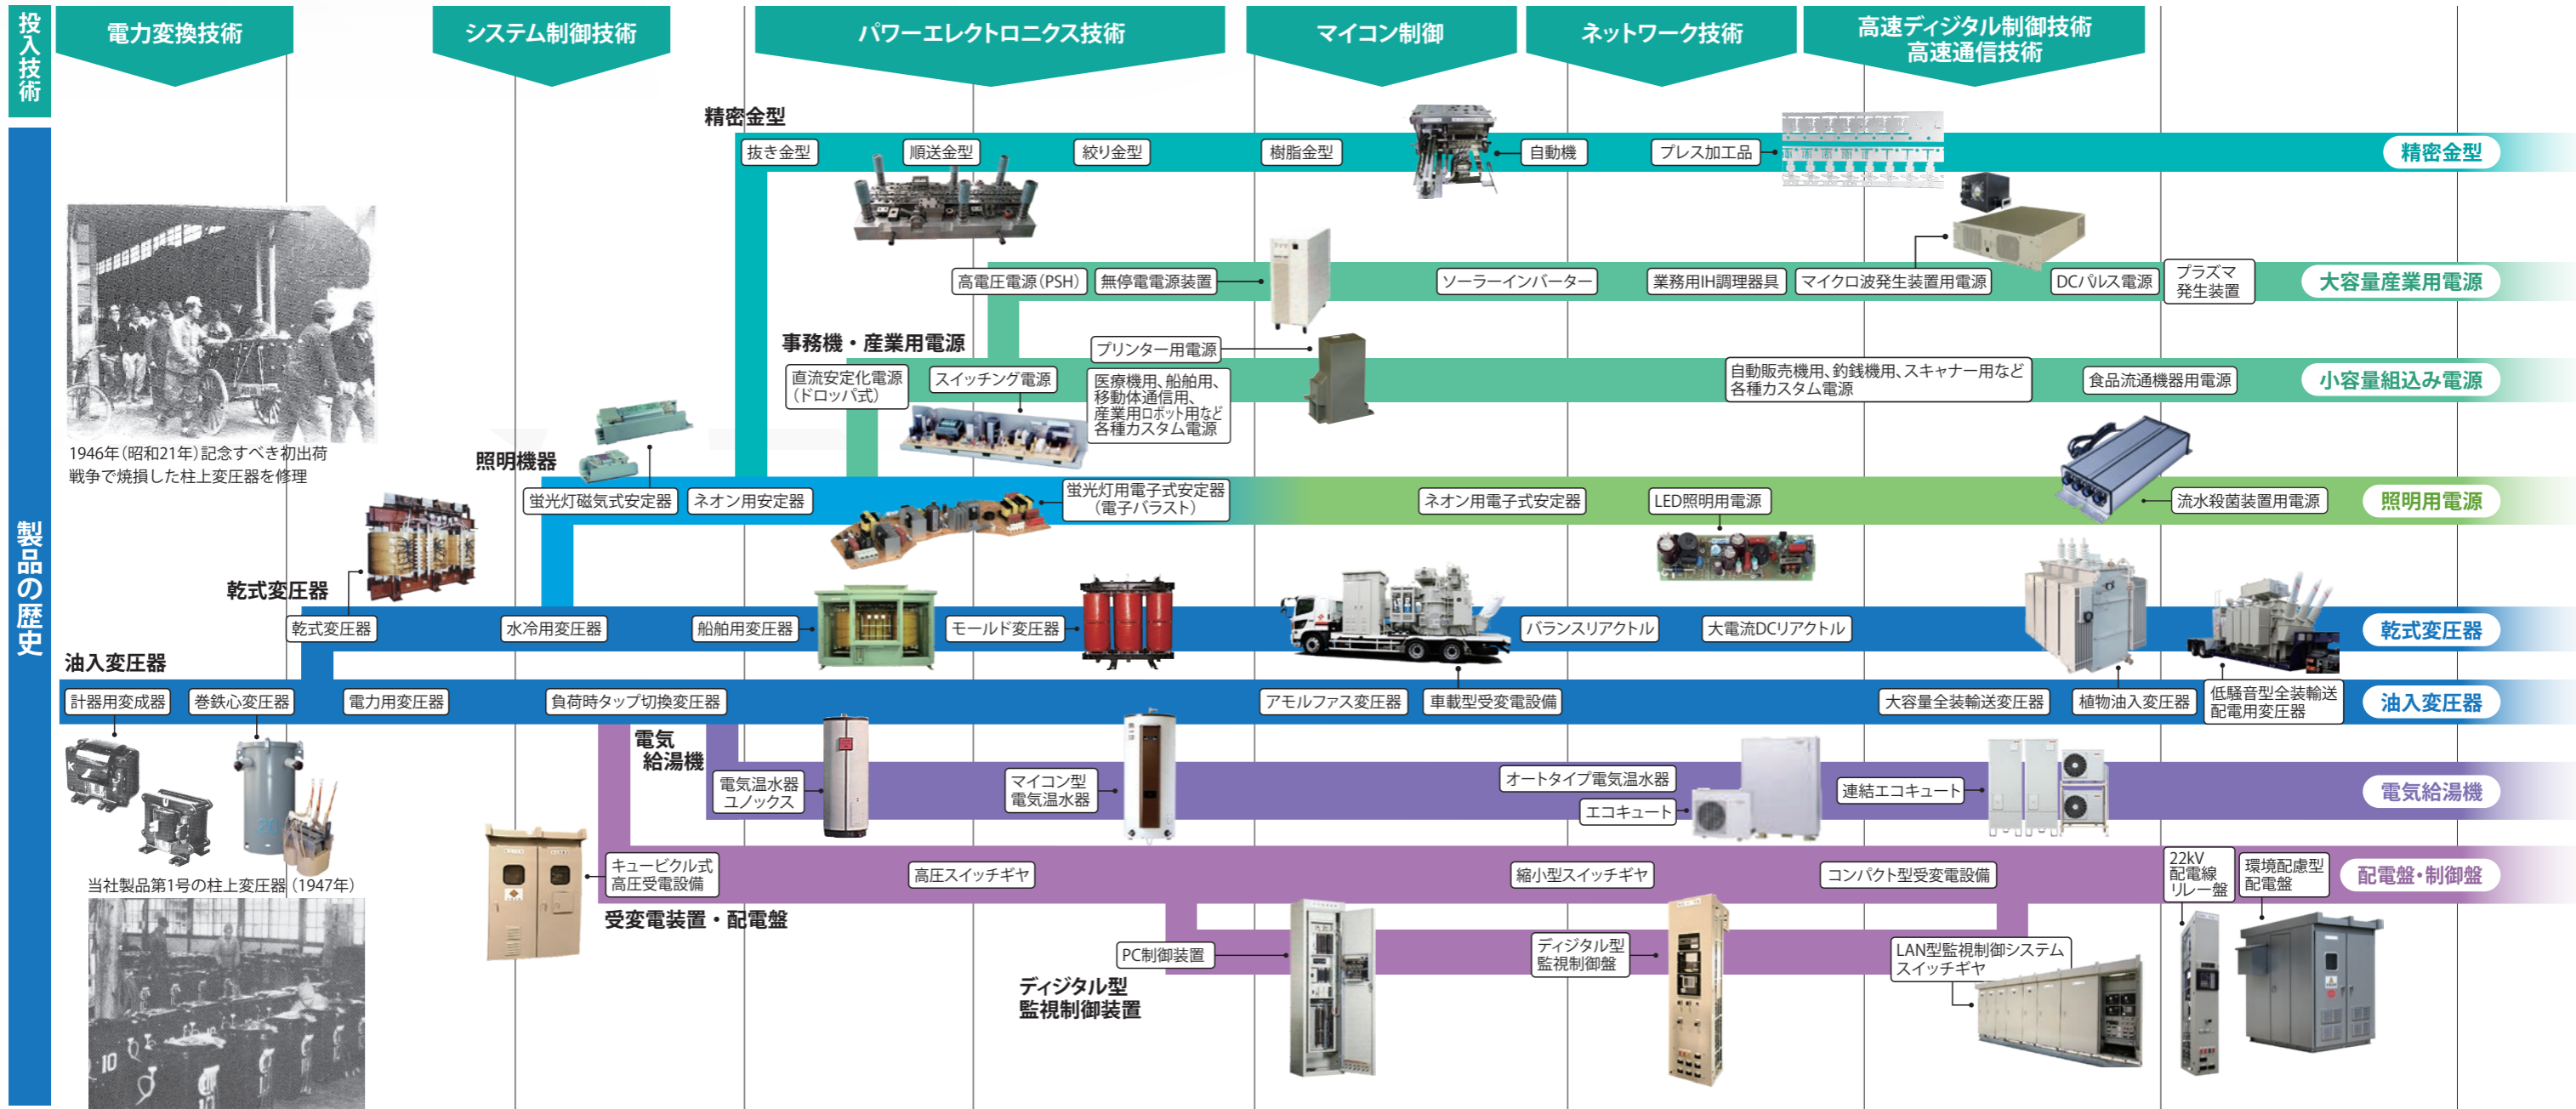 投入技術
電力変換技術
システム制御技術
パワーエレクトロニクス技術
マイコン制御
ネットワーク技術
高速ディジタル制御技術
高速通信技術
製品の歴史
精密金型
抜き金型
順送金型
絞り金型
樹脂金型
自動機
プレス加工品
精密金型
高電圧電源(PSH)
無停電電源装置
ソーラーインバーター
業務用IH調理器具
マイクロ波発生装置用電源
DCパルス電源
プラズマ
発生装置
大容量産業用電源
事務機・産業用電源
直流安定化電源
(ドロッパ式)
スイッチング電源
プリンター用電源
医療機用、船舶用、
移動体通信用、
産業用ロボット用など
各種カスタム電源
自動販売機用、釣銭機用、スキャナー用など
各種カスタム電源
食品流通機器用電源
小容量組込み電源
1946年(昭和21年)記念すべき初出荷
戦争で焼損した柱上変圧器を修理
照明機器
蛍光灯磁気式安定器
ネオン用安定器
蛍光灯用電子式安定器
(電子バラスト)
ネオン用電子式安定器
LED照明用電源
流水殺菌装置用電源
照明用電源
乾式変圧器
乾式変圧器
水冷用変圧器
船舶用変圧器
モールド変圧器
バランスリアクトル
大電流DCリアクトル
乾式変圧器
油入変圧器
計器用変成器
巻鉄心変圧器
電力用変圧器
負荷時タップ切換変圧器
アモルファス変圧器
車載型受変電設備
大容量全装輸送変圧器
植物油入変圧器
低騒音型全装輸送
配電用変圧器
油入変圧器
電気
給湯機
電気温水器
ユノックス
マイコン型
電気温水器
オートタイプ電気温水器
エコキュート
連結エコキュート
電気給湯機
当社製品第1号の柱上変圧器(1947年)
キュービクル式
高圧受電設備
高圧スイッチギヤ
縮小型スイッチギヤ
コンパクト型受変電設備
22kV
配電線
リレー盤
環境配慮型
配電盤
配電盤・制御盤
受変電装置・配電盤
PC制御装置
ディジタル型
監視制御盤
LAN型監視制御システム
スイッチギヤ
ディジタル型
監視制御装置